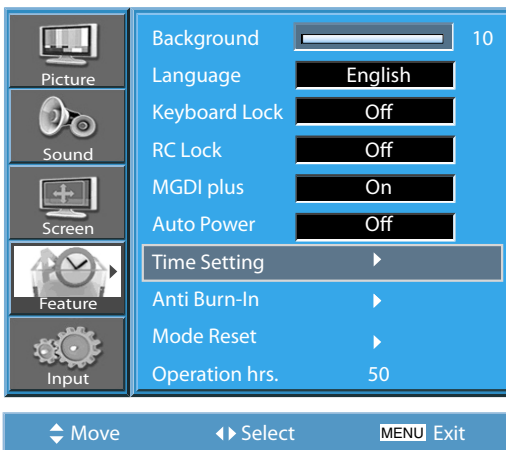 Picture
Sound
Screen
Feature
Input
Background 10
Language English
Keyboard Lock Off
RC Lock Off
MGDI plus On
Auto Power Off
Time Setting
Anti Burn-In
Mode Reset
Operation hrs. 50
Move Select MENU Exit